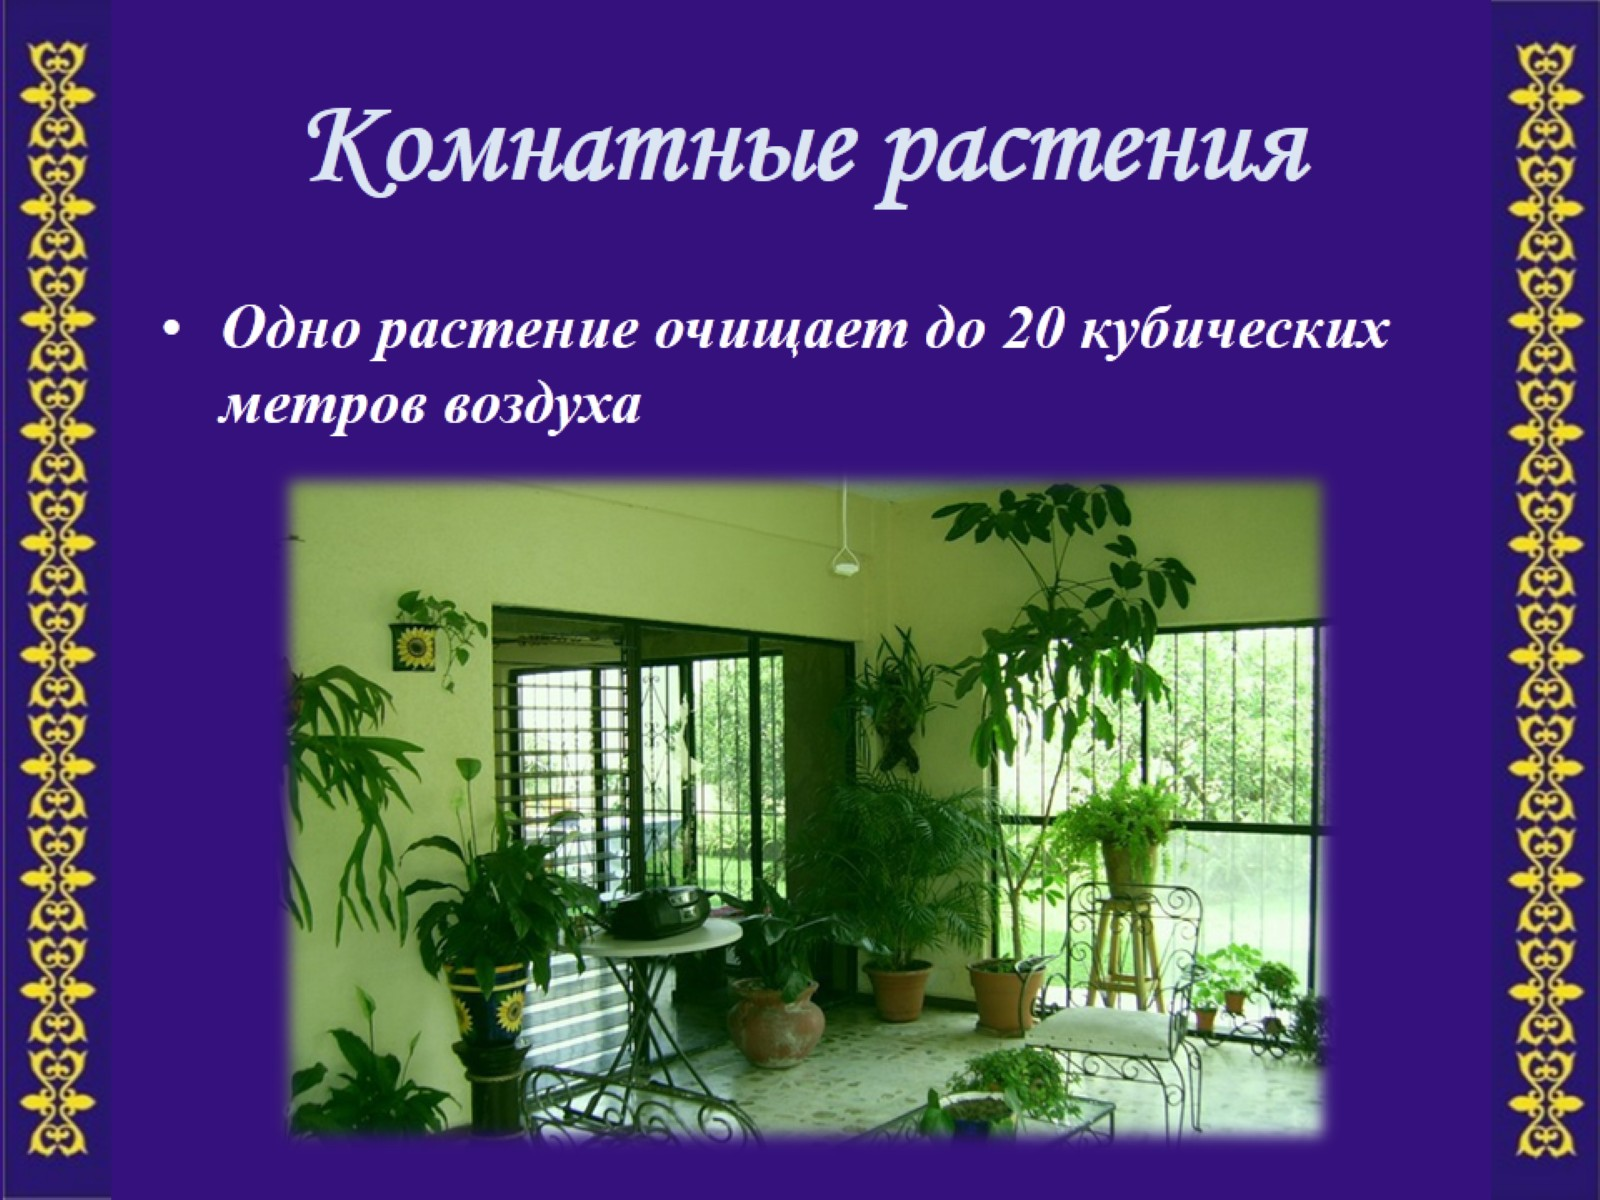 Комнатные растения
• Одно растение очищает до 20 кубических
метров воздуха